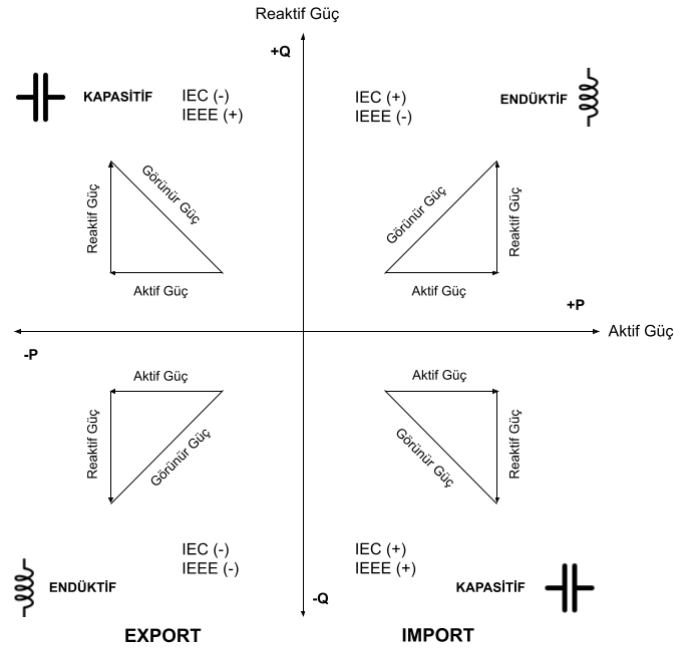 Reaktif Güç
+Q
KAPASİTİF
IEC (-)
IEEE (+)
IEC (+)
IEEE (-)
ENDÜKTİF
Reaktif Güç
Görünür Güç
Aktif Güç
Görünür Güç
Reaktif Güç
Aktif Güç
+P
-P
Aktif Güç
Aktif Güç
Reaktif Güç
Görünür Güç
Aktif Güç
Görünür Güç
Reaktif Güç
IEC (-)
IEEE (-)
ENDÜKTİF
IEC (+)
IEEE (+)
KAPASİTİF
-Q
EXPORT
IMPORT